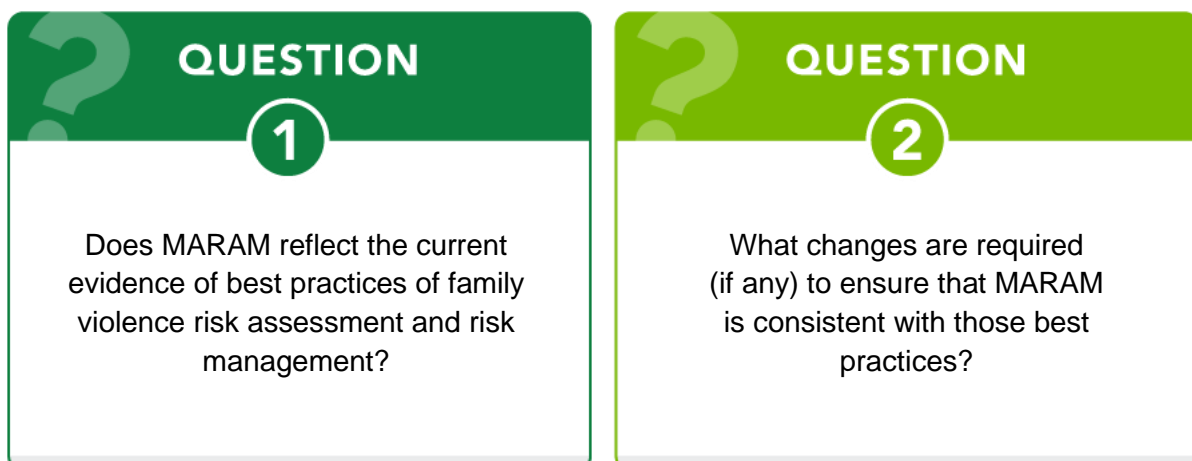 QUESTION
1
Does MARAM reflect the current
evidence of best practices of family
violence risk assessment and risk
management?
QUESTION
2
What changes are required
(if any) to ensure that MARAM
is consistent with those best
practices?